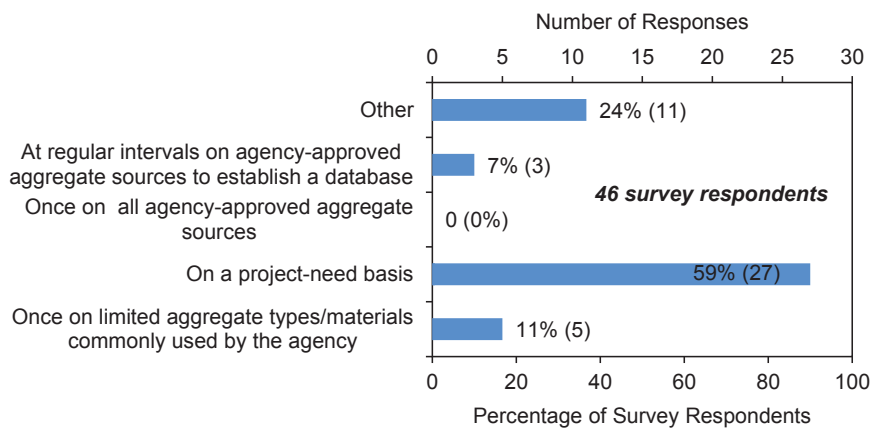 Number of Responses
0 5 10 15 20 25 30
Other
24% (11)
At regular intervals on agency-approved
aggregate sources to establish a database
7% (3)
46 survey respondents
Once on all agency-approved aggregate
sources
0 (0%)
On a project-need basis
59% (27)
Once on limited aggregate types/materials
commonly used by the agency
11% (5)
0 20 40 60 80 100
Percentage of Survey Respondents